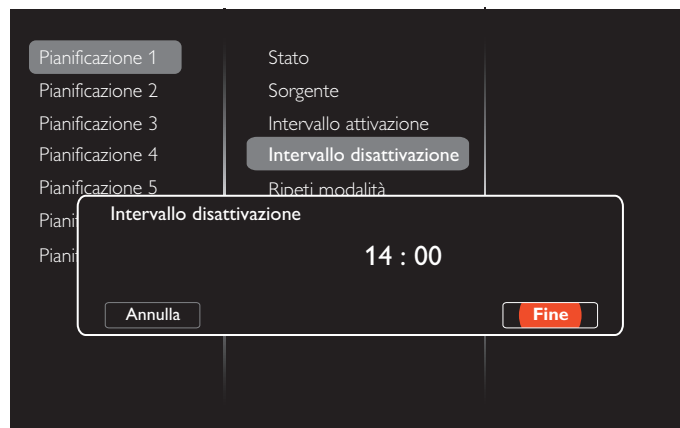 Pianificazione 1
Pianificazione 2
Pianificazione 3
Pianificazione 4
Pianificazione 5
Stato
Sorgente
Intervallo attivazione
Intervallo disattivazione
Ripeti modalità
Intervallo disattivazione
14 : 00
Annulla
Fine